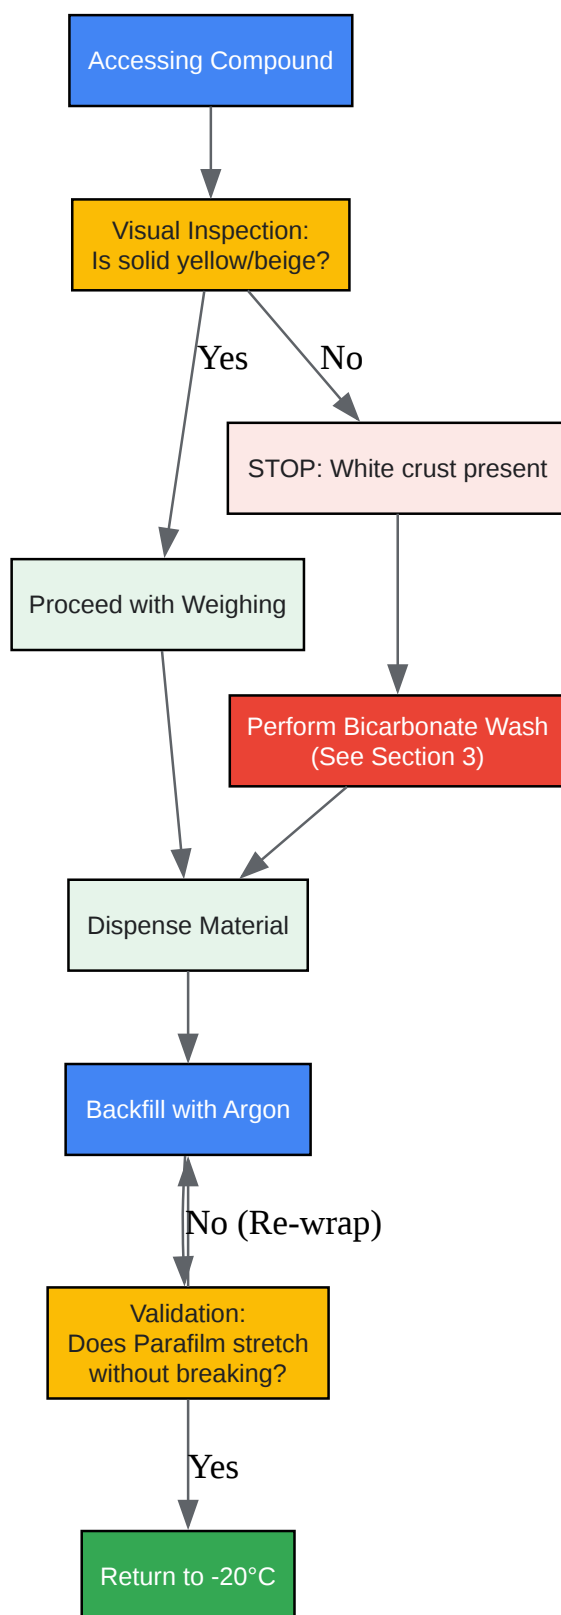 Accessing Compound
Visual Inspection:
Is solid yellow/beige?
Yes
No
STOP: White crust present
Proceed with Weighing
Perform Bicarbonate Wash
(See Section 3)
Dispense Material
Backfill with Argon
No (Re-wrap)
Validation:
Does Parafilm stretch
without breaking?
Yes
Return to -20°C